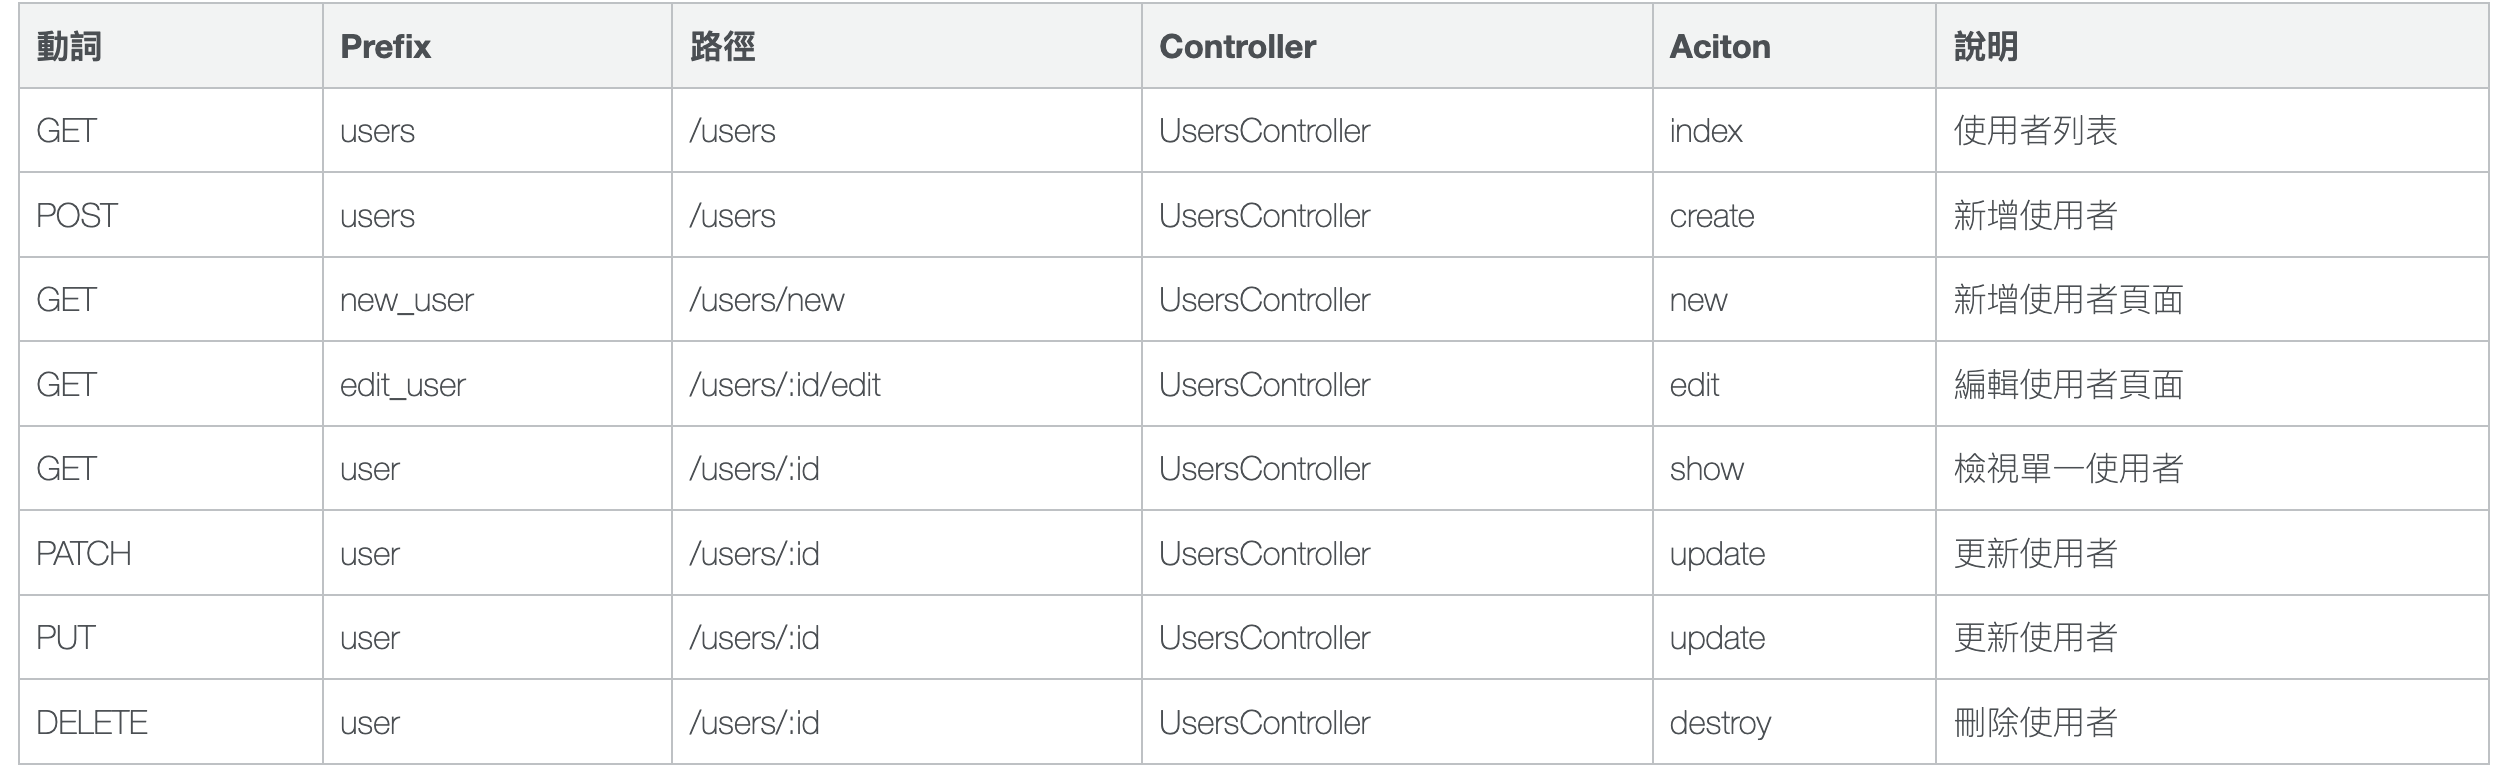 動詞 Prefix 路徑 Controller Aciton 說明
GET users /users UsersController index 使用者列表
POST users /users UsersController create 新增使用者
GET new_user /users/new UsersController new 新增使用者頁面
GET edit_user /users/:id/edit UsersController edit 編輯使用者頁面
GET user /users/:id UsersController show 檢視單一使用者
PATCH user /users/:id UsersController update 更新使用者
PUT user /users/:id UsersController update 更新使用者
DELETE user /users/:id UsersController destroy 刪除使用者